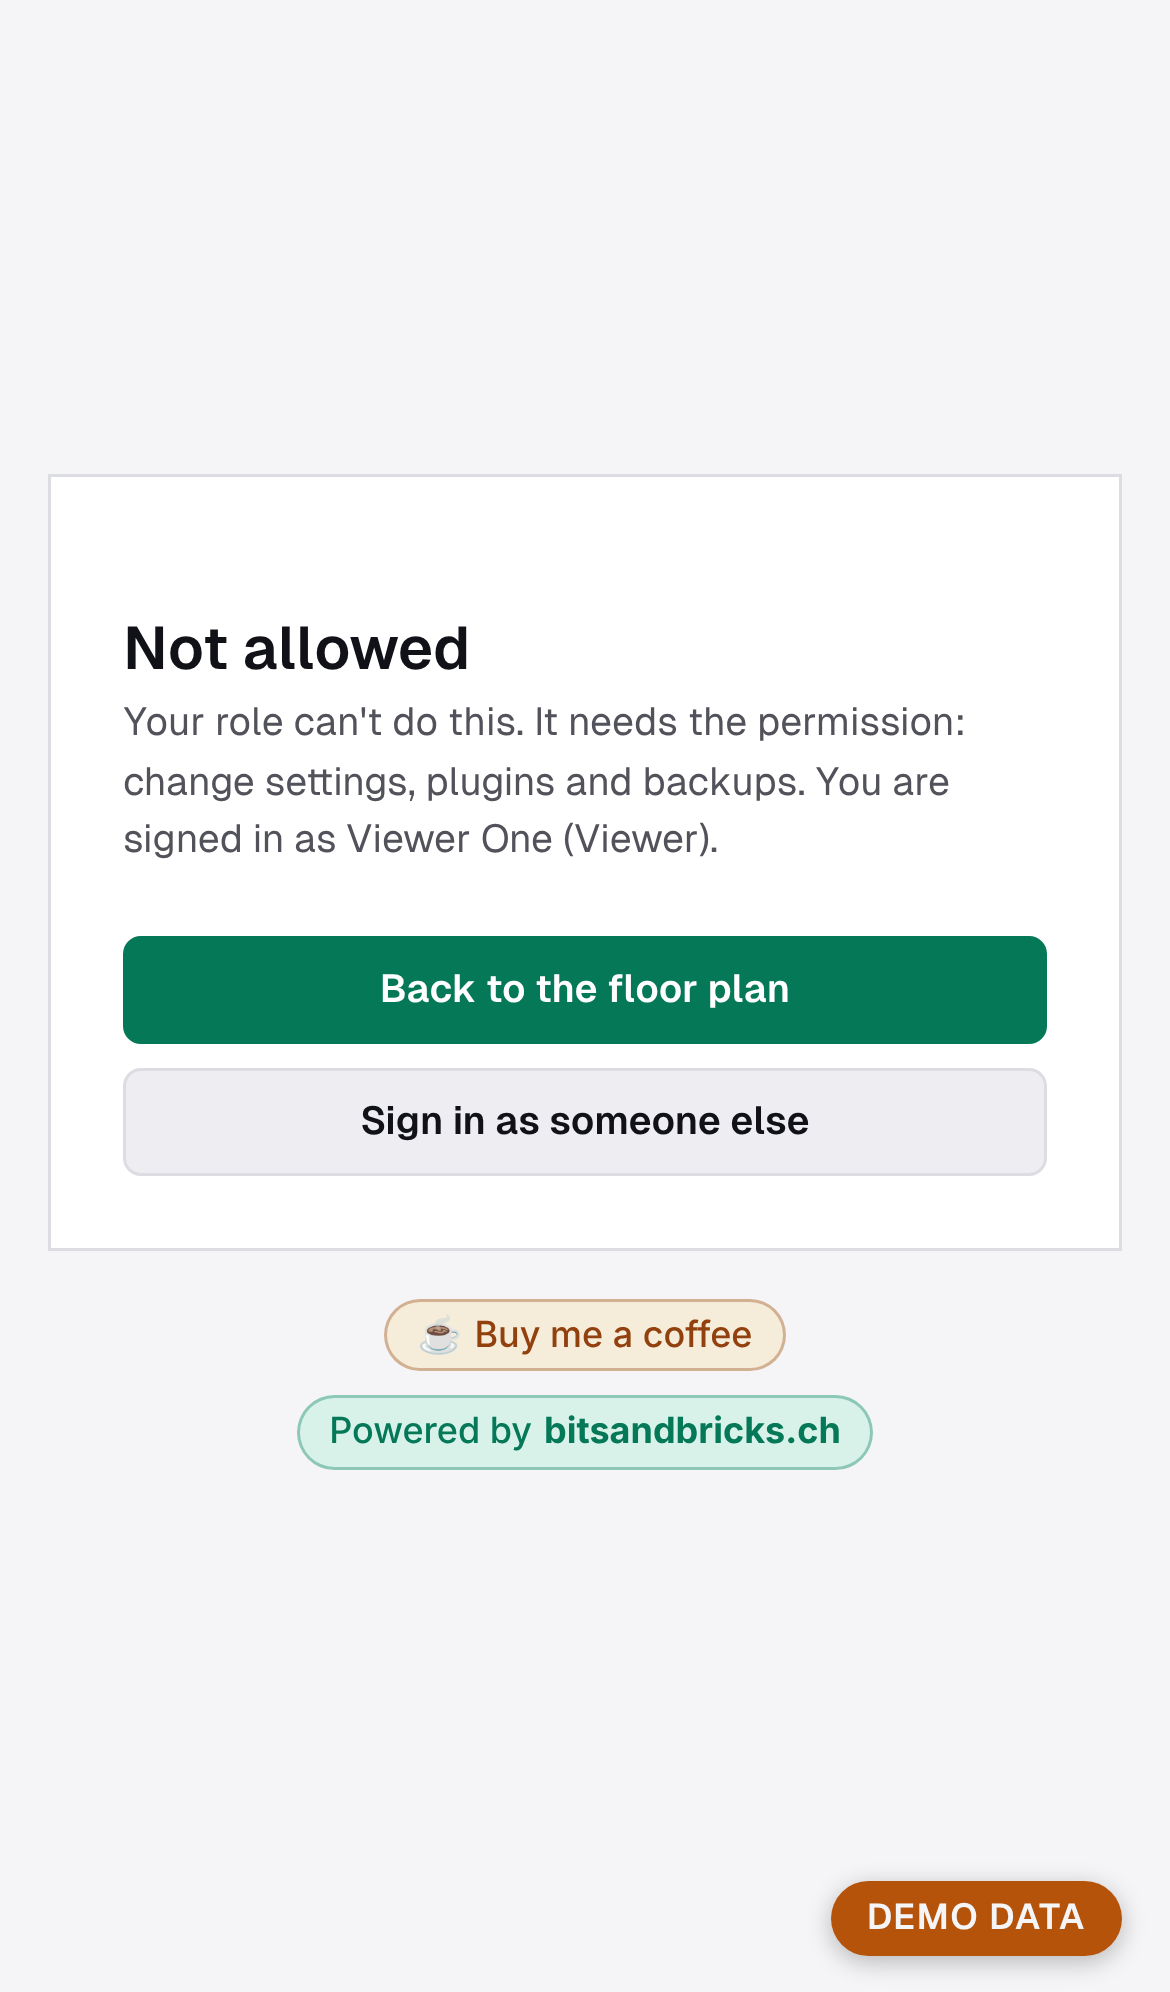 Not allowed
Your role can't do this. It needs the permission:
change settings, plugins and backups. You are
signed in as Viewer One (Viewer).
Back to the floor plan
Sign in as someone else
☕ Buy me a coffee
Powered by bitsandbricks.ch
DEMO DATA